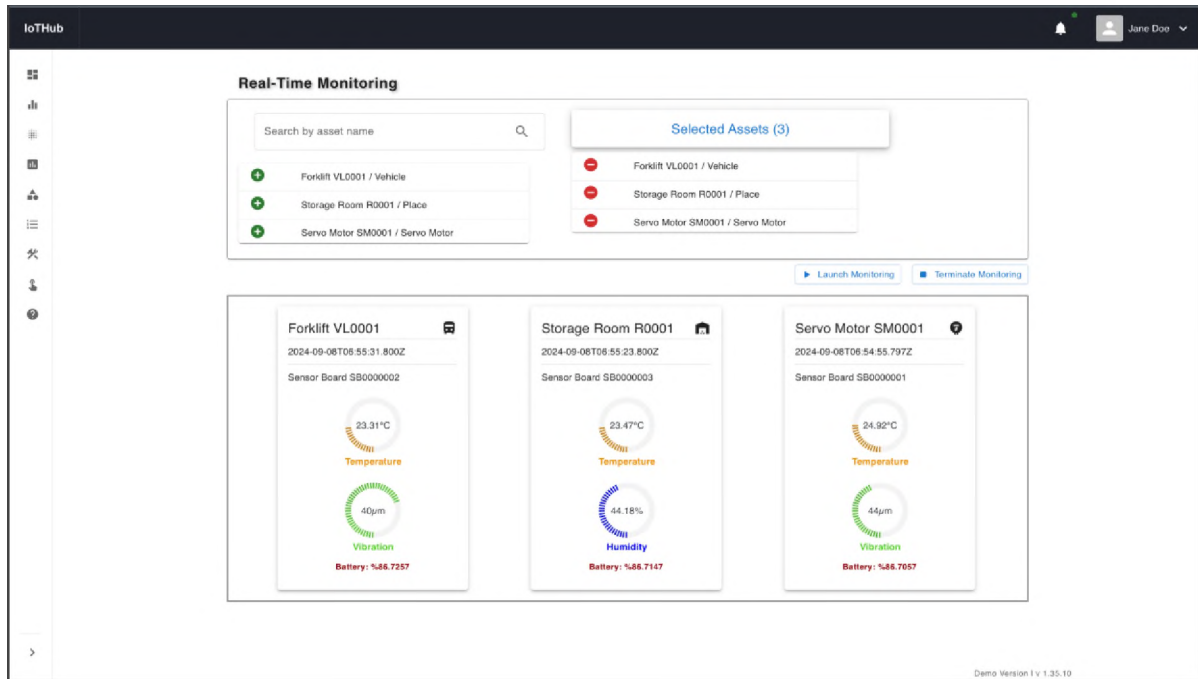 IoTHub
Jane Doe
Real-Time Monitoring
Search by asset name
Selected Assets (3)
Forklift VL0001 / Vehicle
Storage Room R0001 / Place
Servo Motor SM0001 / Servo Motor
Forklift VL0001 / Vehicle
Storage Room R0001 / Place
Servo Motor SM0001 / Servo Motor
Launch Monitoring
Terminate Monitoring
Forklift VL0001
2024-09-08T06:55:31.800Z
Sensor Board SB0000002
23.31°C
Temperature
40µm
Vibration
Battery: %86.7257
Storage Room R0001
2024-09-08T06:55:23.800Z
Sensor Board SB0000003
23.47°C
Temperature
44.18%
Humidity
Battery: %86.7147
Servo Motor SM0001
2024-09-08T06:54:55.797Z
Sensor Board SB0000001
24.92°C
Temperature
44µm
Vibration
Battery: %86.7057
Demo Version | v 1.35.10